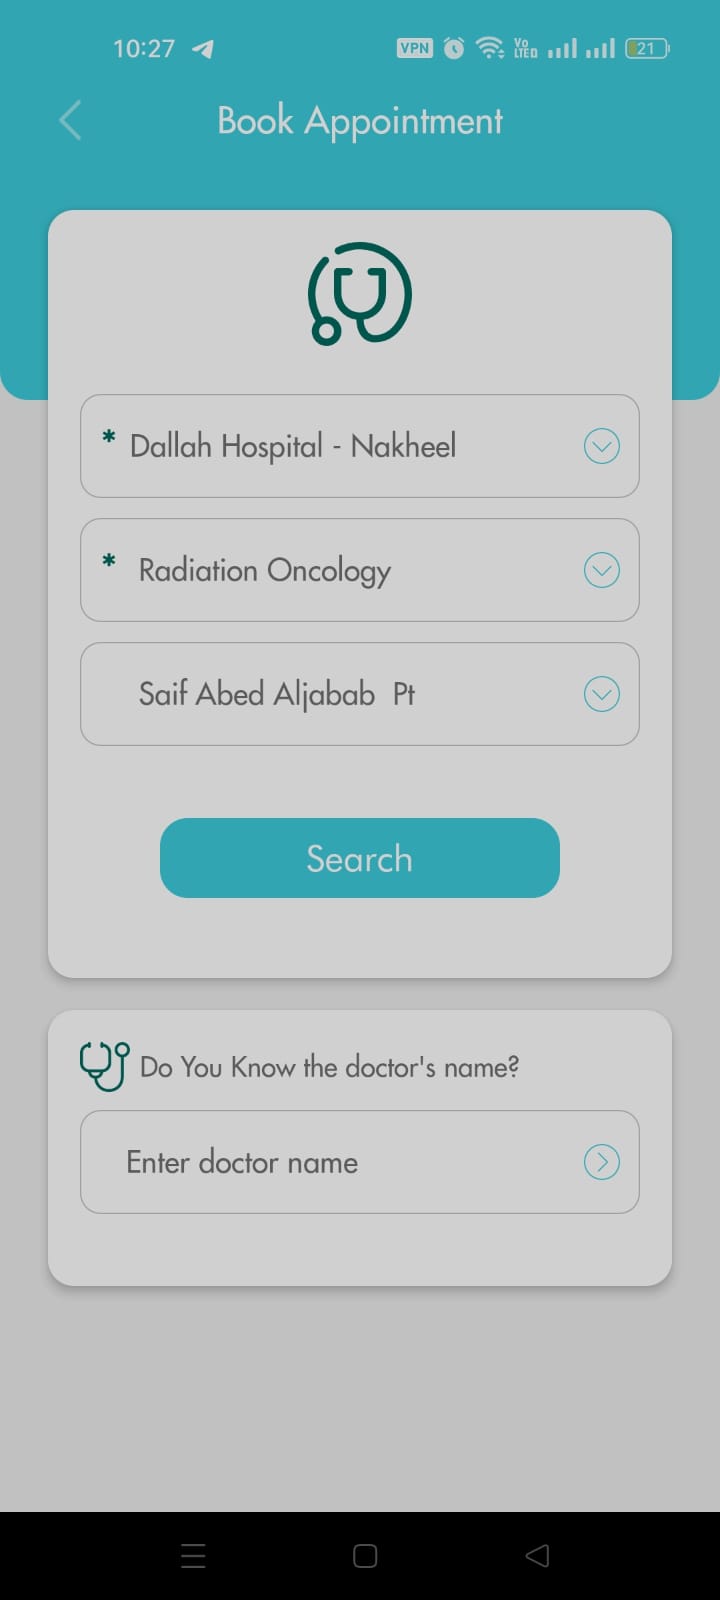 10:27 VPN Vo LTED 21
Book Appointment
* Dallah Hospital - Nakheel
* Radiation Oncology
Saif Abed Aljabab Pt
Search
Do You Know the doctor's name?
Enter doctor name